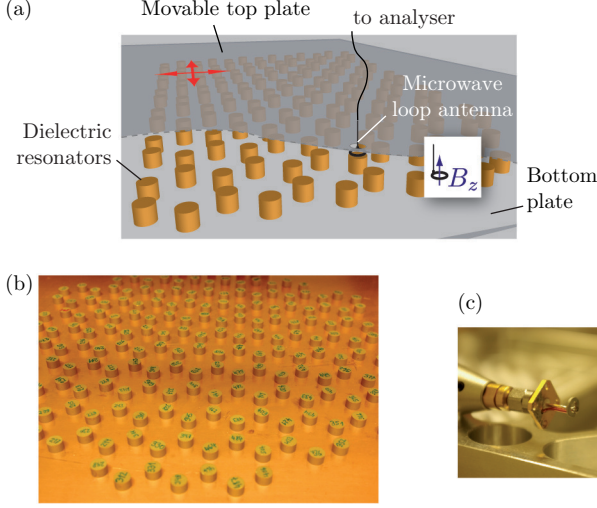 (a)
Movable top plate
to analyser
Microwave
loop antenna
Dielectric
resonators
B_z
Bottom
plate
(b)
(c)